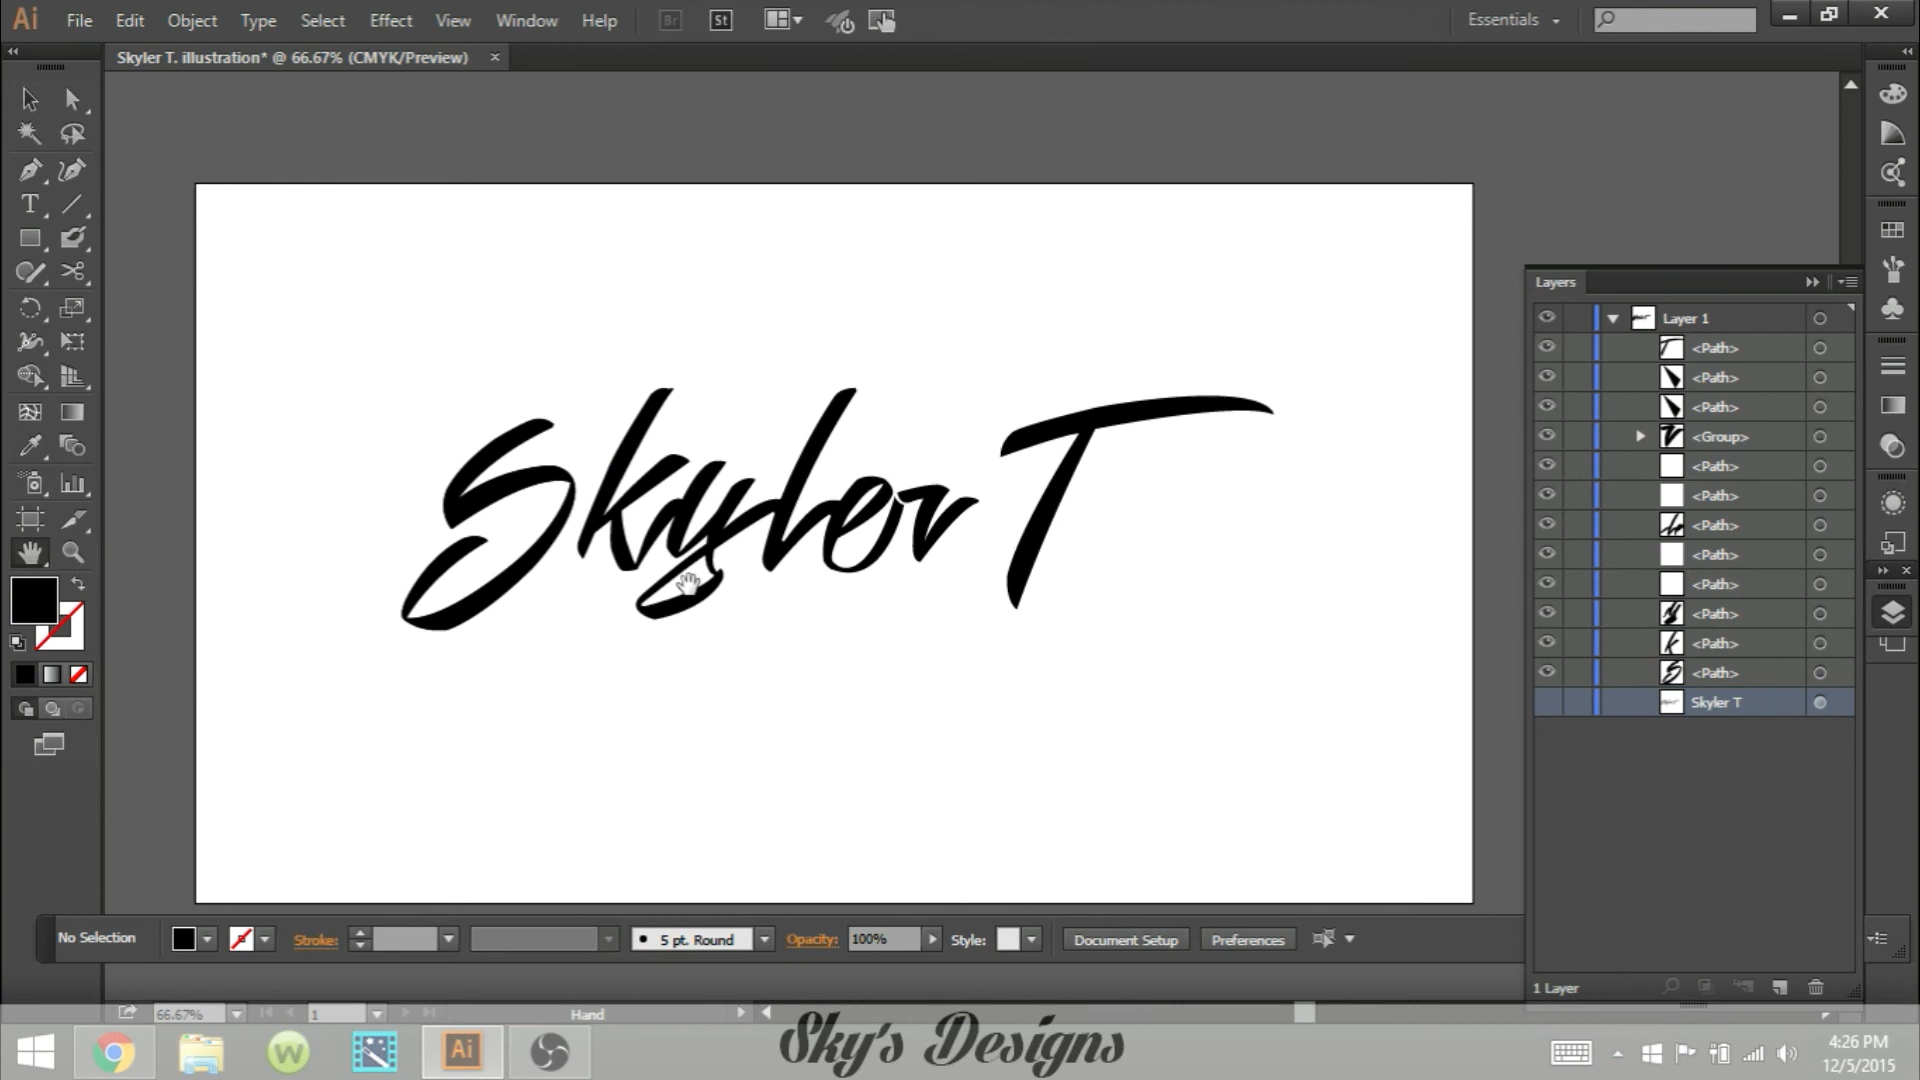 Ai File Edit Object Type Select Effect View Window Help Br St Essentials
Skyler T. illustration* @ 66.67% (CMYK/Preview)
Layers
Layer 1
<Path>
<Path>
<Path>
<Group>
<Path>
<Path>
<Path>
<Path>
<Path>
<Path>
<Path>
<Path>
Skyler T
Skyler T
No Selection Stroke: 5 pt. Round Opacity: 100% Style: Document Setup Preferences
1 Layer
66.67% 1 Hand
Sky's Designs
Ai
4:26 PM
12/5/2015